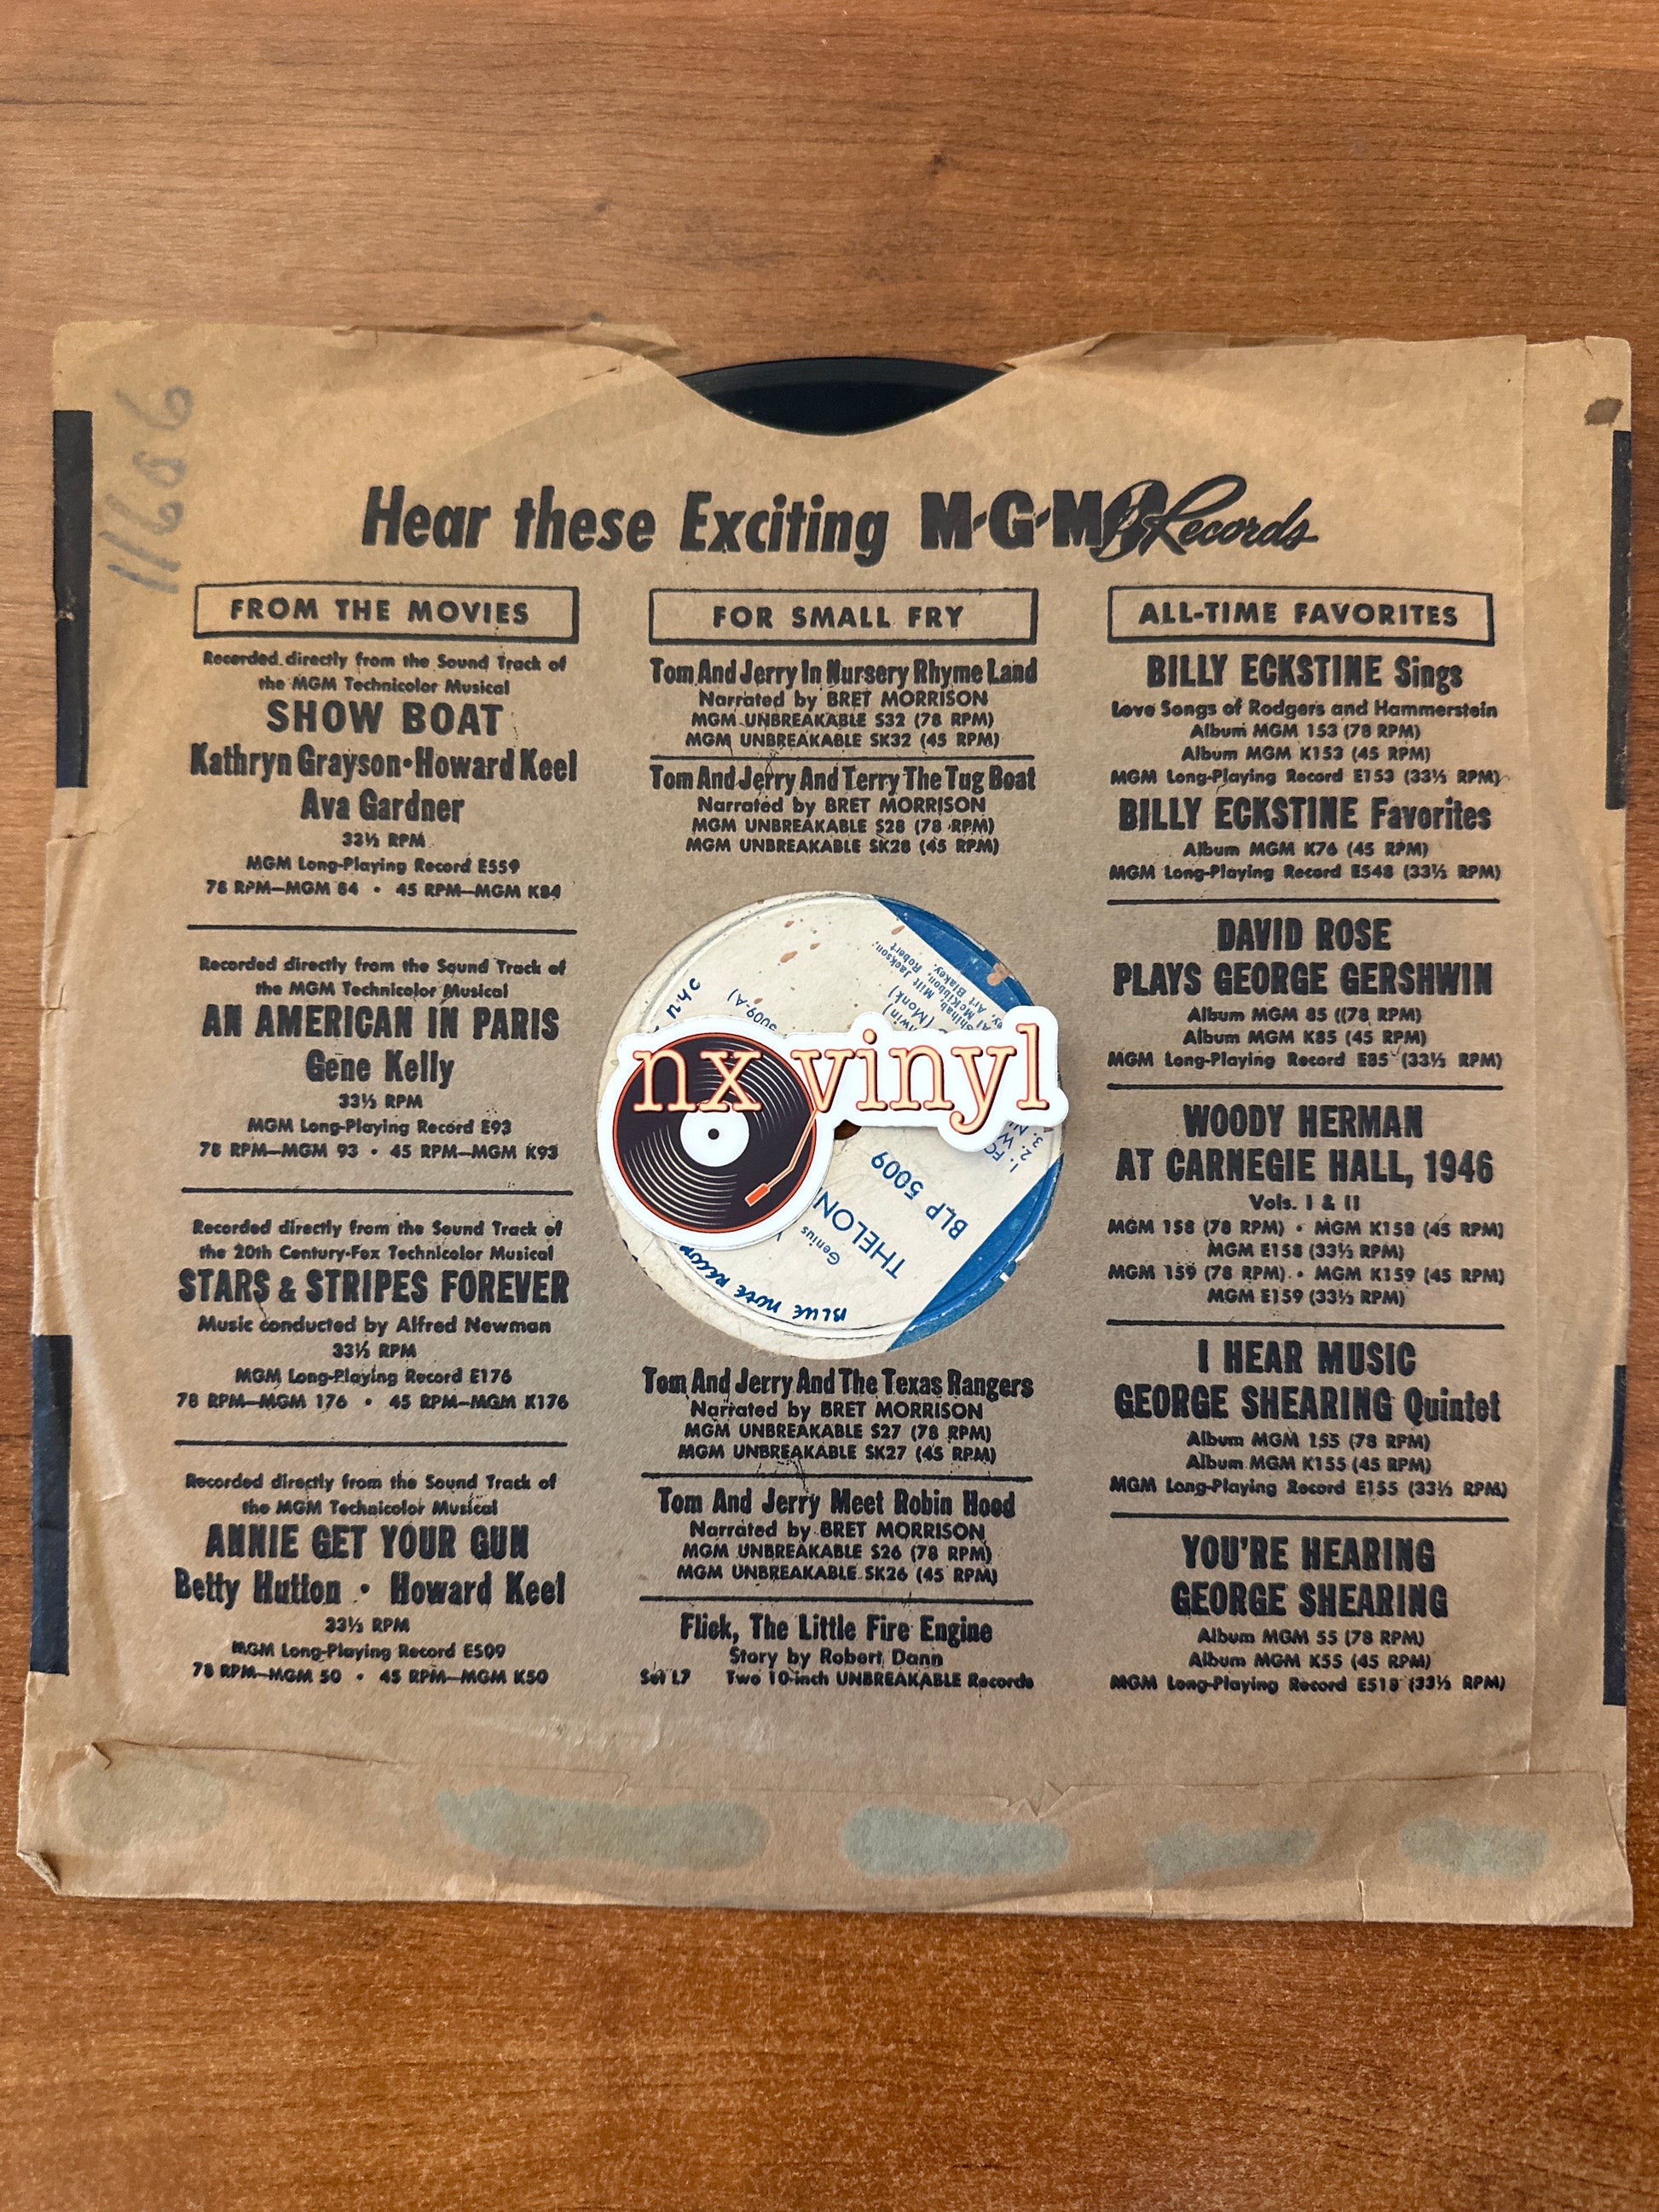 11606
Hear these Exciting M-G-M Records
FROM THE MOVIES
Recorded directly from the Sound Track of
the MGM Technicolor Musical
SHOW BOAT
Kathryn Grayson • Howard Keel
Ava Gardner
33⅓ RPM
MGM Long-Playing Record E559
78 RPM—MGM 84 • 45 RPM—MGM K84
Recorded directly from the Sound Track of
the MGM Technicolor Musical
AN AMERICAN IN PARIS
Gene Kelly
33⅓ RPM
MGM Long-Playing Record E93
78 RPM—MGM 93 • 45 RPM—MGM K93
Recorded directly from the Sound Track of
the 20th Century-Fox Technicolor Musical
STARS & STRIPES FOREVER
Music conducted by Alfred Newman
33⅓ RPM
MGM Long-Playing Record E176
78 RPM—MGM 176 • 45 RPM—MGM K176
Recorded directly from the Sound Track of
the MGM Technicolor Musical
ANNIE GET YOUR GUN
Betty Hutton • Howard Keel
33⅓ RPM
MGM Long-Playing Record E509
78 RPM—MGM 50 • 45 RPM—MGM K50
FOR SMALL FRY
Tom And Jerry In Nursery Rhyme Land
Narrated by BRET MORRISON
MGM UNBREAKABLE S32 (78 RPM)
MGM UNBREAKABLE SK32 (45 RPM)
Tom And Jerry And Terry The Tug Boat
Narrated by BRET MORRISON
MGM UNBREAKABLE S28 (78 RPM)
MGM UNBREAKABLE SK28 (45 RPM)
nx vinyl
BLUE NOTE RECOR
NYC
THELONI
Genius
BLP 5009
5009-A)
(Monk)
Shihab, Milt Jackson,
McKibbon,
Art Blakey, Robert
Tom And Jerry And The Texas Rangers
Narrated by BRET MORRISON
MGM UNBREAKABLE S27 (78 RPM)
MGM UNBREAKABLE SK27 (45 RPM)
Tom And Jerry Meet Robin Hood
Narrated by BRET MORRISON
MGM UNBREAKABLE S26 (78 RPM)
MGM UNBREAKABLE SK26 (45 RPM)
Flick, The Little Fire Engine
Story by Robert Dann
Set L7 Two 10-inch UNBREAKABLE Records
ALL-TIME FAVORITES
BILLY ECKSTINE Sings
Love Songs of Rodgers and Hammerstein
Album MGM 153 (78 RPM)
Album MGM K153 (45 RPM)
MGM Long-Playing Record E153 (33⅓ RPM)
BILLY ECKSTINE Favorites
Album MGM K76 (45 RPM)
MGM Long-Playing Record E548 (33⅓ RPM)
DAVID ROSE
PLAYS GEORGE GERSHWIN
Album MGM 85 ((78 RPM)
Album MGM K85 (45 RPM)
MGM Long-Playing Record E85 (33⅓ RPM)
WOODY HERMAN
AT CARNEGIE HALL, 1946
Vols. I & II
MGM 158 (78 RPM) • MGM K158 (45 RPM)
MGM E158 (33⅓ RPM)
MGM 159 (78 RPM) • MGM K159 (45 RPM)
MGM E159 (33⅓ RPM)
I HEAR MUSIC
GEORGE SHEARING Quintet
Album MGM 155 (78 RPM)
Album MGM K155 (45 RPM)
MGM Long-Playing Record E155 (33⅓ RPM)
YOU'RE HEARING
GEORGE SHEARING
Album MGM 55 (78 RPM)
Album MGM K55 (45 RPM)
MGM Long-Playing Record E518 (33⅓ RPM)